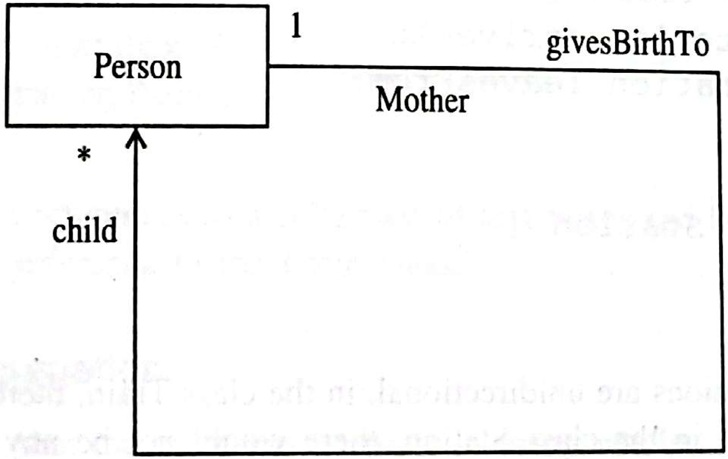 1
givesBirthTo
Person
Mother
*
child